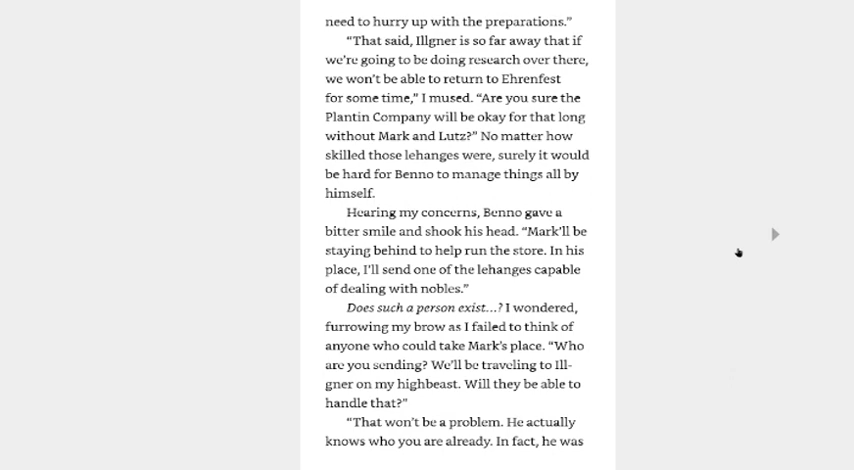 need to hurry up with the preparations.”
“That said, Illgner is so far away that if
we’re going to be doing research over there,
we won’t be able to return to Ehrenfest
for some time,” I mused. “Are you sure the
Plantin Company will be okay for that long
without Mark and Lutz?” No matter how
skilled those lehanges were, surely it would
be hard for Benno to manage things all by
himself.
Hearing my concerns, Benno gave a
bitter smile and shook his head. “Mark’ll be
staying behind to help run the store. In his
place, I’ll send one of the lehanges capable
of dealing with nobles.”
Does such a person exist...? I wondered,
furrowing my brow as I failed to think of
anyone who could take Mark’s place. “Who
are you sending? We’ll be traveling to Ill-
gner on my highbeast. Will they be able to
handle that?”
“That won’t be a problem. He actually
knows who you are already. In fact, he was